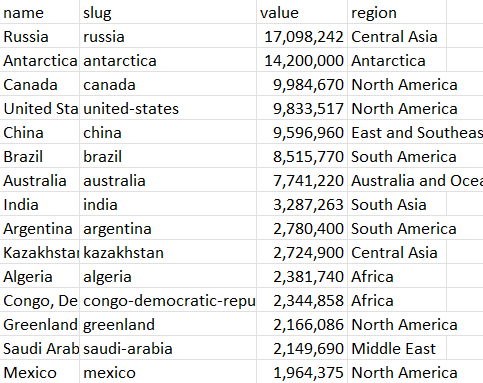 name slug value region
Russia russia 17,098,242 Central Asia
Antarctica antarctica 14,200,000 Antarctica
Canada canada 9,984,670 North America
United Sta united-states 9,833,517 North America
China china 9,596,960 East and Southeas
Brazil brazil 8,515,770 South America
Australia australia 7,741,220 Australia and Ocea
India india 3,287,263 South Asia
Argentina argentina 2,780,400 South America
Kazakhstan kazakhstan 2,724,900 Central Asia
Algeria algeria 2,381,740 Africa
Congo, De congo-democratic-repu 2,344,858 Africa
Greenland greenland 2,166,086 North America
Saudi Arab saudi-arabia 2,149,690 Middle East
Mexico mexico 1,964,375 North America